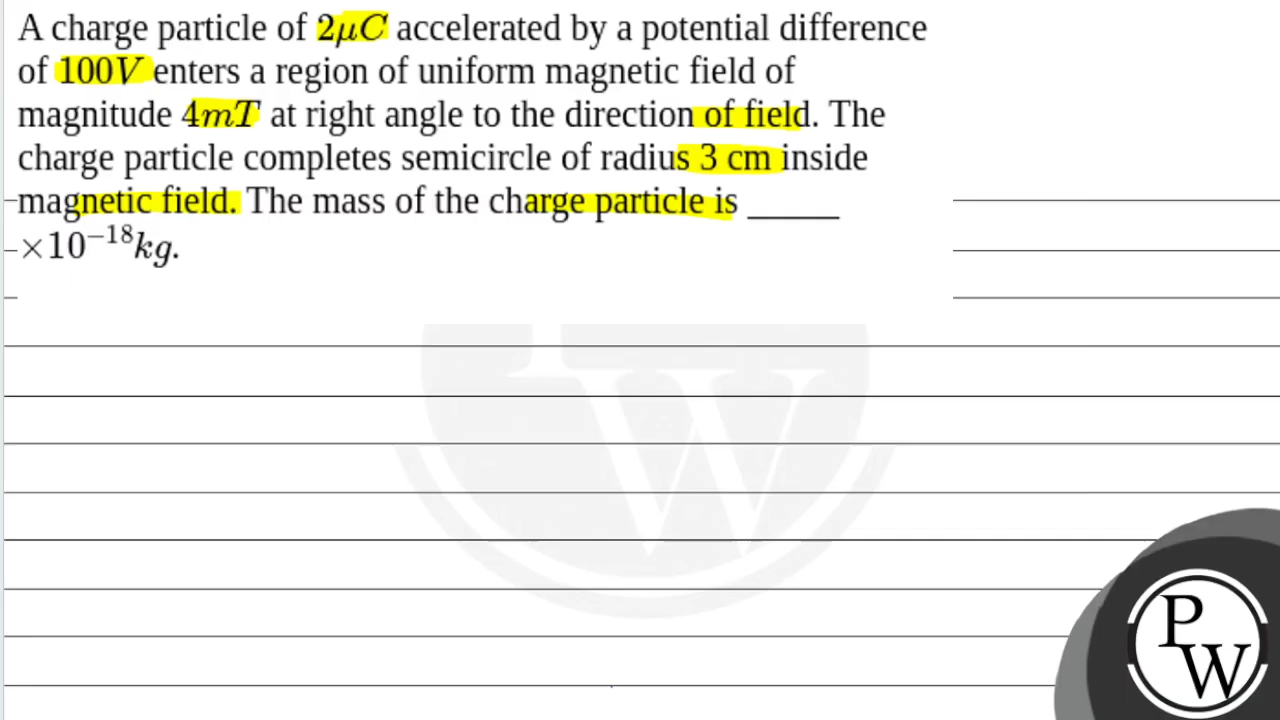 A charge particle of 2μC accelerated by a potential difference
of 100V enters a region of uniform magnetic field of
magnitude 4mT at right angle to the direction of field. The
charge particle completes semicircle of radius 3 cm inside
magnetic field. The mass of the charge particle is _____
×10⁻¹⁸kg.
W
P
W